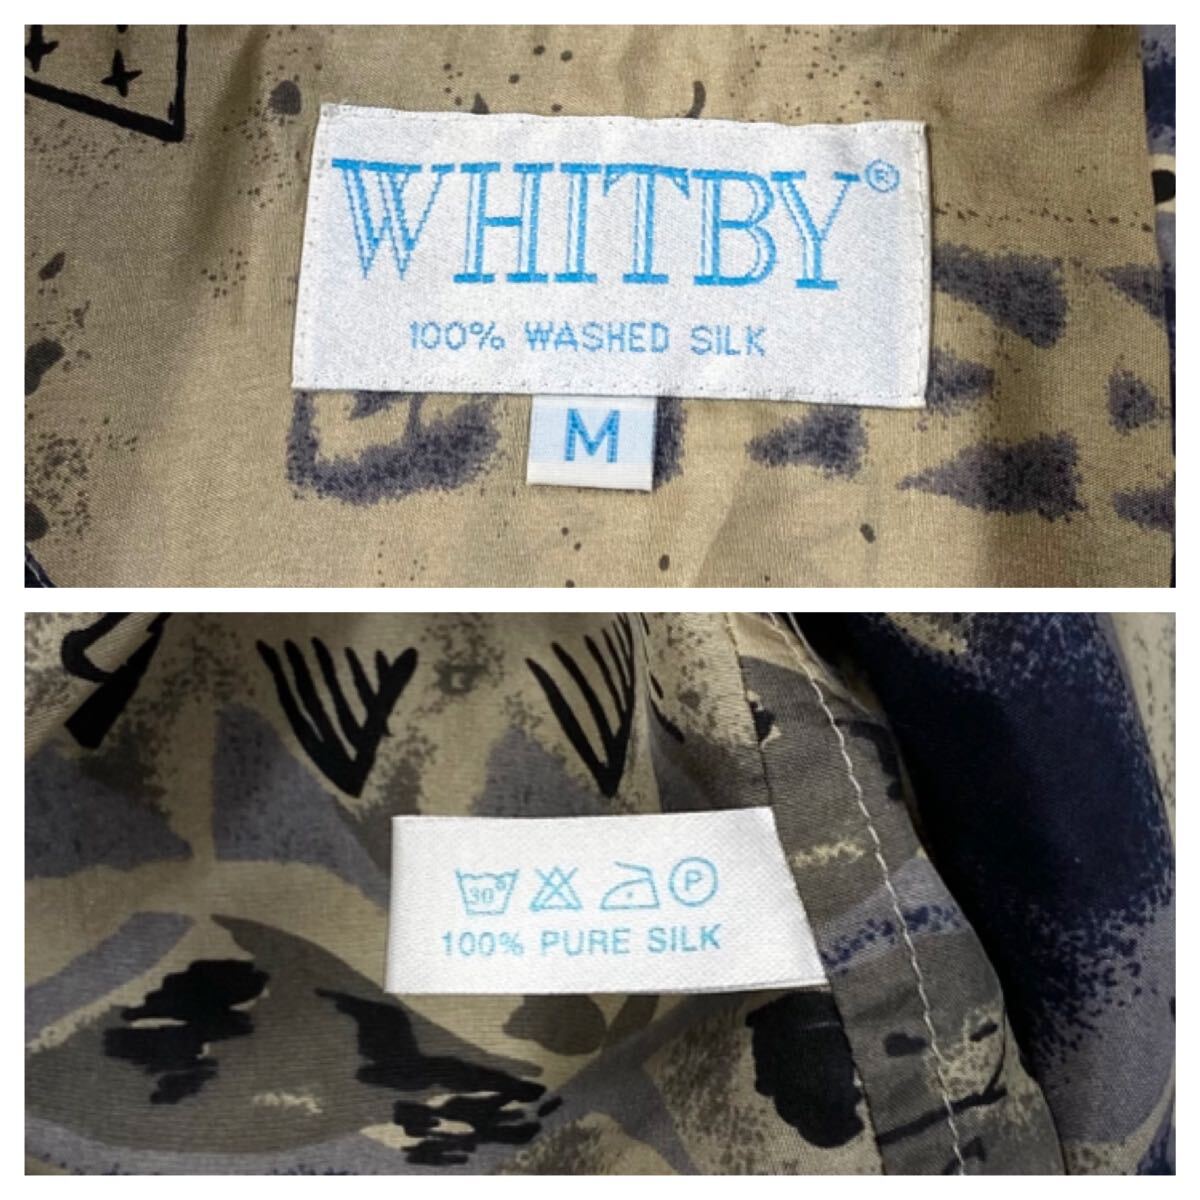 WHITBY®
100% WASHED SILK
M
30°
P
100% PURE SILK